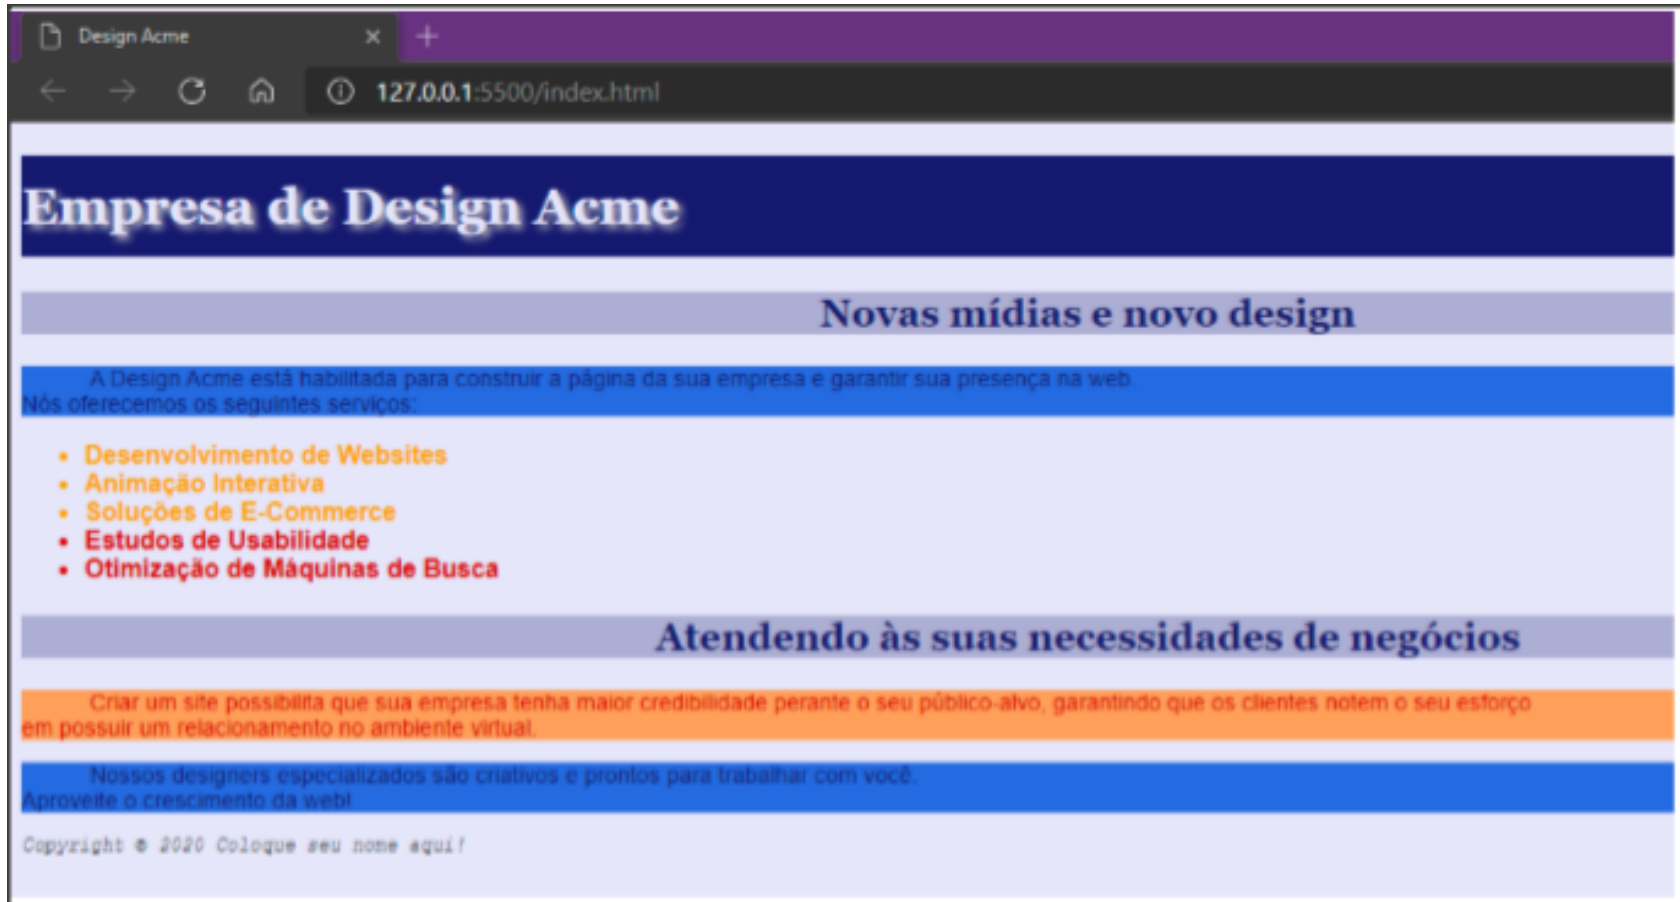 Design Acme
127.0.0.1:5500/index.html
Empresa de Design Acme
Novas mídias e novo design
A Design Acme está habilitada para construir a página da sua empresa e garantir sua presença na web.
Nós oferecemos os seguintes serviços:
Desenvolvimento de Websites
Animação Interativa
Soluções de E-Commerce
Estudos de Usabilidade
Otimização de Máquinas de Busca
Atendendo às suas necessidades de negócios
Criar um site possibilita que sua empresa tenha maior credibilidade perante o seu público-alvo, garantindo que os clientes notem o seu esforço
em possuir um relacionamento no ambiente virtual.
Nossos designers especializados são criativos e prontos para trabalhar com você.
Aproveite o crescimento da web!
Copyright © 2020 Coloque seu nome aqui!